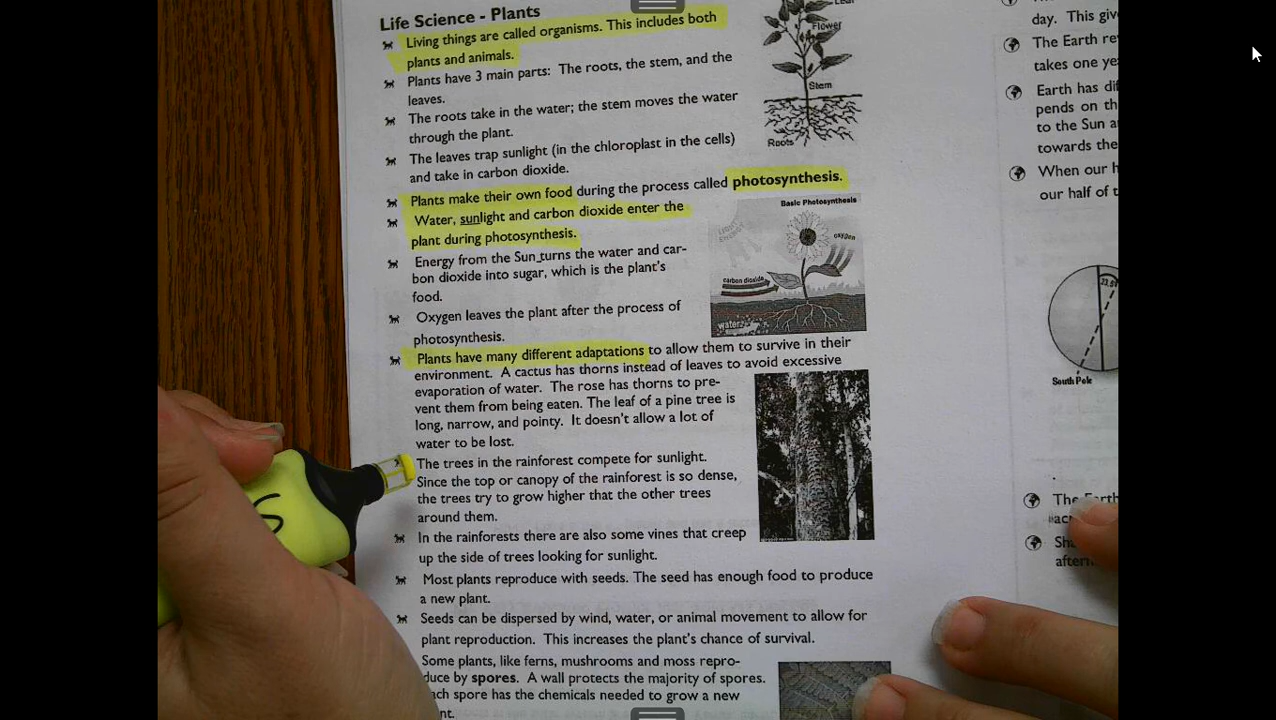 Life Science - Plants
Living things are called organisms. This includes both
plants and animals.
Plants have 3 main parts: The roots, the stem, and the
leaves.
The roots take in the water; the stem moves the water
through the plant.
The leaves trap sunlight (in the chloroplast in the cells)
and take in carbon dioxide.
Plants make their own food during the process called photosynthesis.
Water, sunlight and carbon dioxide enter the
plant during photosynthesis.
Energy from the Sun turns the water and car-
bon dioxide into sugar, which is the plant's
food.
Oxygen leaves the plant after the process of
photosynthesis.
Plants have many different adaptations to allow them to survive in their
environment. A cactus has thorns instead of leaves to avoid excessive
evaporation of water. The rose has thorns to pre-
vent them from being eaten. The leaf of a pine tree is
long, narrow, and pointy. It doesn't allow a lot of
water to be lost.
The trees in the rainforest compete for sunlight.
Since the top or canopy of the rainforest is so dense,
the trees try to grow higher that the other trees
around them.
In the rainforests there are also some vines that creep
up the side of trees looking for sunlight.
Most plants reproduce with seeds. The seed has enough food to produce
a new plant.
Seeds can be dispersed by wind, water, or animal movement to allow for
plant reproduction. This increases the plant's chance of survival.
Some plants, like ferns, mushrooms and moss repro-
duce by spores. A wall protects the majority of spores.
ach spore has the chemicals needed to grow a new
nt.
Leaf
Flower
Stem
Roots
Basic Photosynthesis
oxygen
carbon dioxide
water
day. This giv
The Earth re
takes one ye
Earth has di
pends on th
to the Sun a
towards the
When our h
our half of t
South Pole
The Earth
Sh
aftern